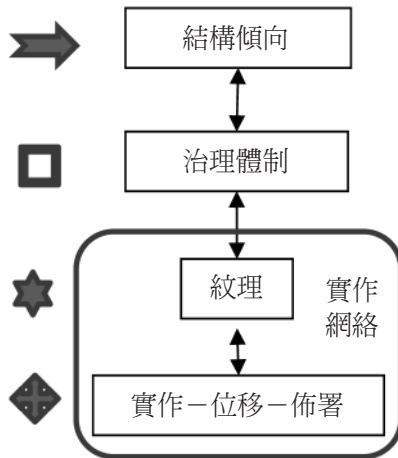 結構傾向
治理體制
紋理
實作
網絡
實作－位移－佈署